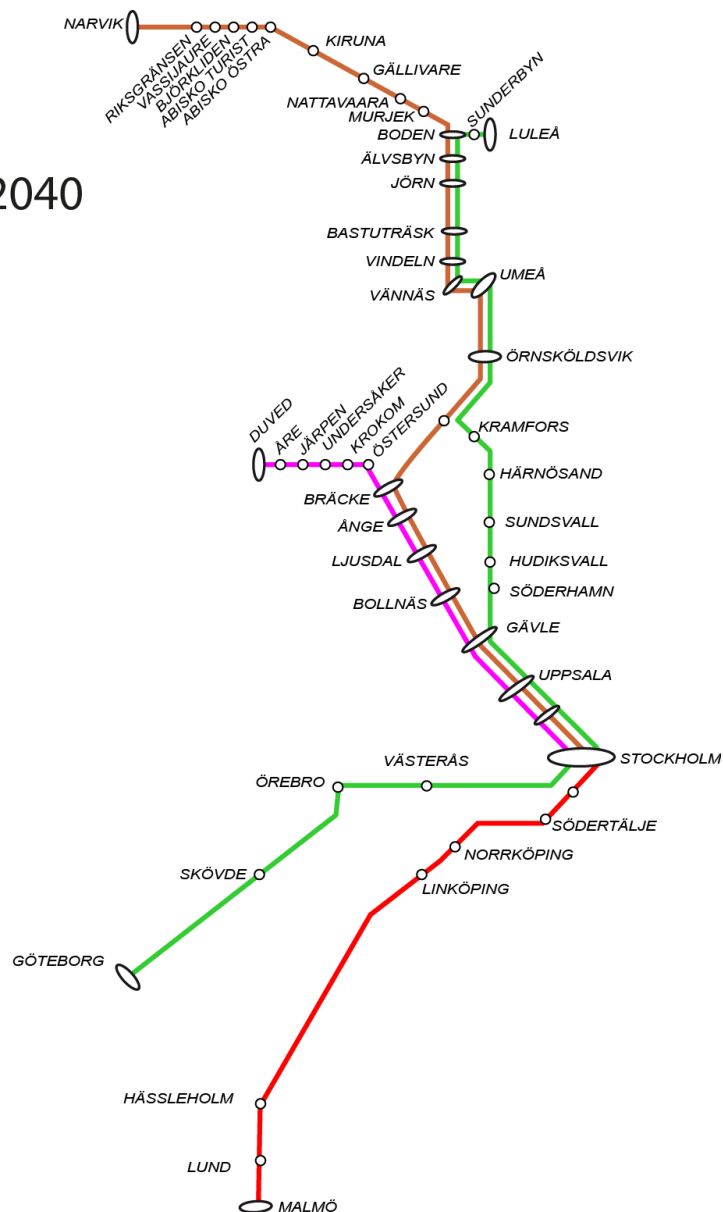 NARVIK
RIKSGRÄNSEN
VASSIJAURE
BJÖRKLIDEN
ABISKO TURIST
ABISKO ÖSTRA
KIRUNA
GÄLLIVARE
NATTAVAARA
MURJEK
SUNDERBYN
BODEN
LULEÅ
ÄLVSBYN
JÖRN
2040
BASTUTRÄSK
VINDELN
VÄNNÄS
UMEÅ
ÖRNSKÖLDSVIK
DUVED
ÅRE
JÄRPEN
UNDERSÅKER
KROKOM
ÖSTERSUND
KRAMFORS
BRÄCKE
HÄRNÖSAND
ÅNGE
SUNDSVALL
LJUSDAL
HUDIKSVALL
SÖDERHAMN
BOLLNÄS
GÄVLE
UPPSALA
STOCKHOLM
VÄSTERÅS
ÖREBRO
SÖDERTÄLJE
NORRKÖPING
SKÖVDE
LINKÖPING
GÖTEBORG
HÄSSLEHOLM
LUND
MALMÖ